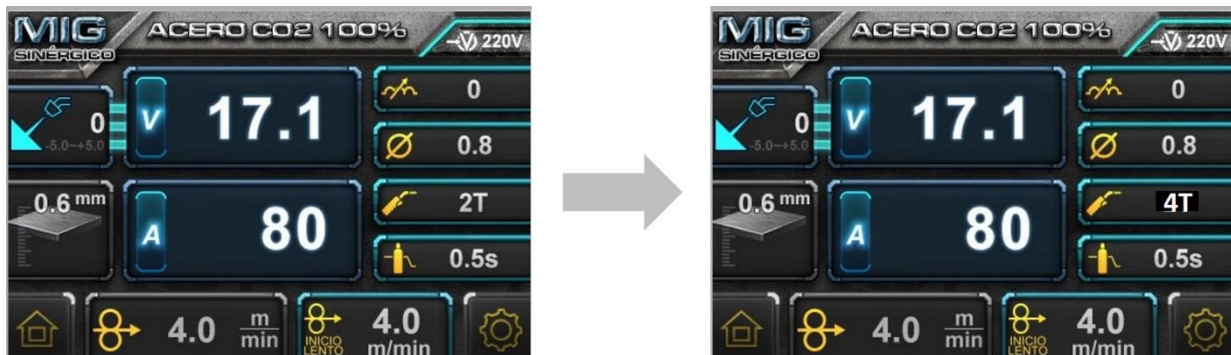 MIG
SINÉRGICO
ACERO CO2 100%
220V
0
-5.0~+5.0
V
17.1
0
0.8
0.6 mm
A
80
2T
0.5s
4.0 m/min
INICIO LENTO
4.0 m/min
MIG
SINÉRGICO
ACERO CO2 100%
220V
0
-5.0~+5.0
V
17.1
0
0.8
0.6 mm
A
80
4T
0.5s
4.0 m/min
INICIO LENTO
4.0 m/min